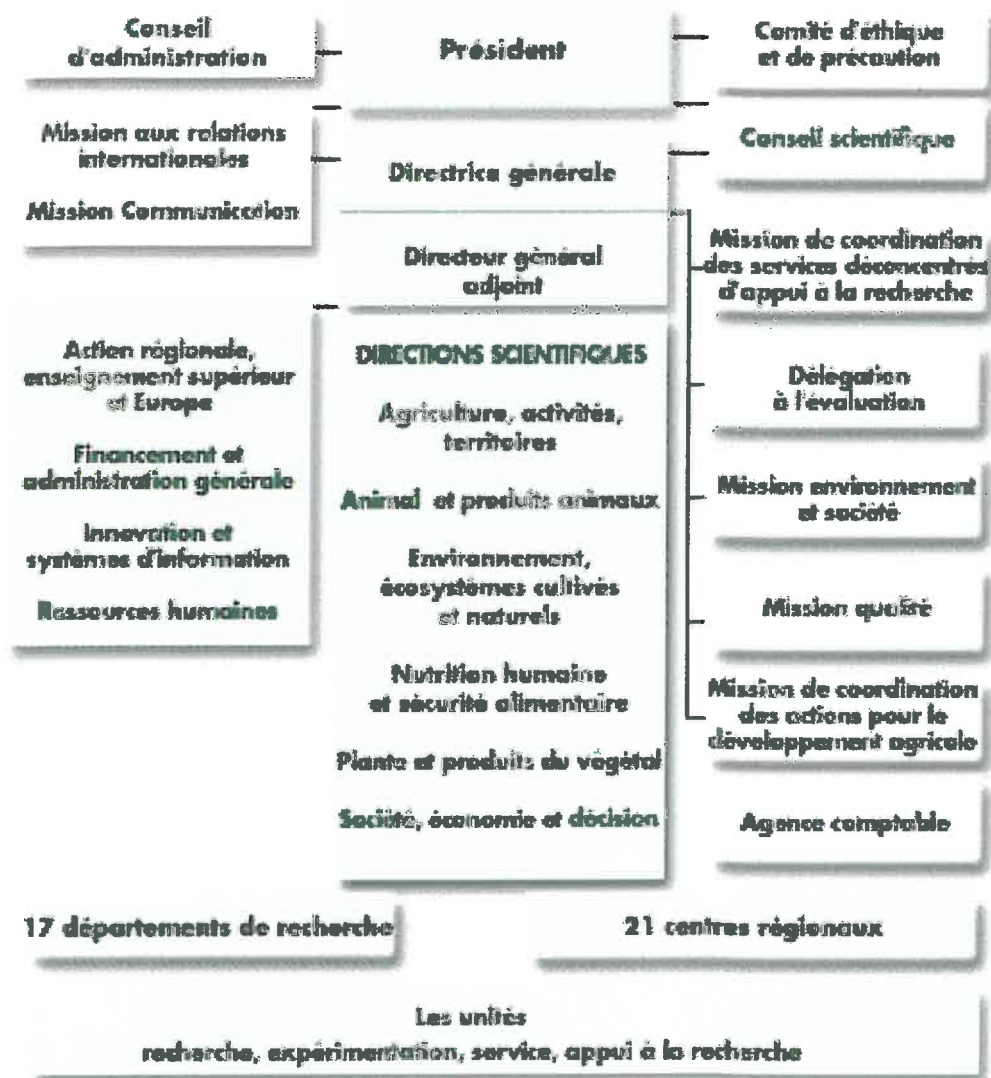 Conseil
d'administration
Président
Comité d'éthique
et de précaution
Mission aux relations
internationales
Mission Communication
Directrice générale
Conseil scientifique
Directeur général
adjoint
Mission de coordination
des services déconcentrés
d'appui à la recherche
Action régionale,
enseignement supérieur
et Europe
Financement et
administration générale
Innovation et
systèmes d'information
Ressources humaines
DIRECTIONS SCIENTIFIQUES
Agriculture, activités,
territoires
Animal et produits animaux
Environnement,
écosystèmes cultivés
et naturels
Nutrition humaine
et sécurité alimentaire
Plante et produits du végétal
Société, économie et décision
Délégation
à l'évaluation
Mission environnement
et société
Mission qualité
Mission de coordination
des actions pour le
développement agricole
Agence comptable
17 départements de recherche
21 centres régionaux
Les unités
recherche, expérimentation, service, appui à la recherche